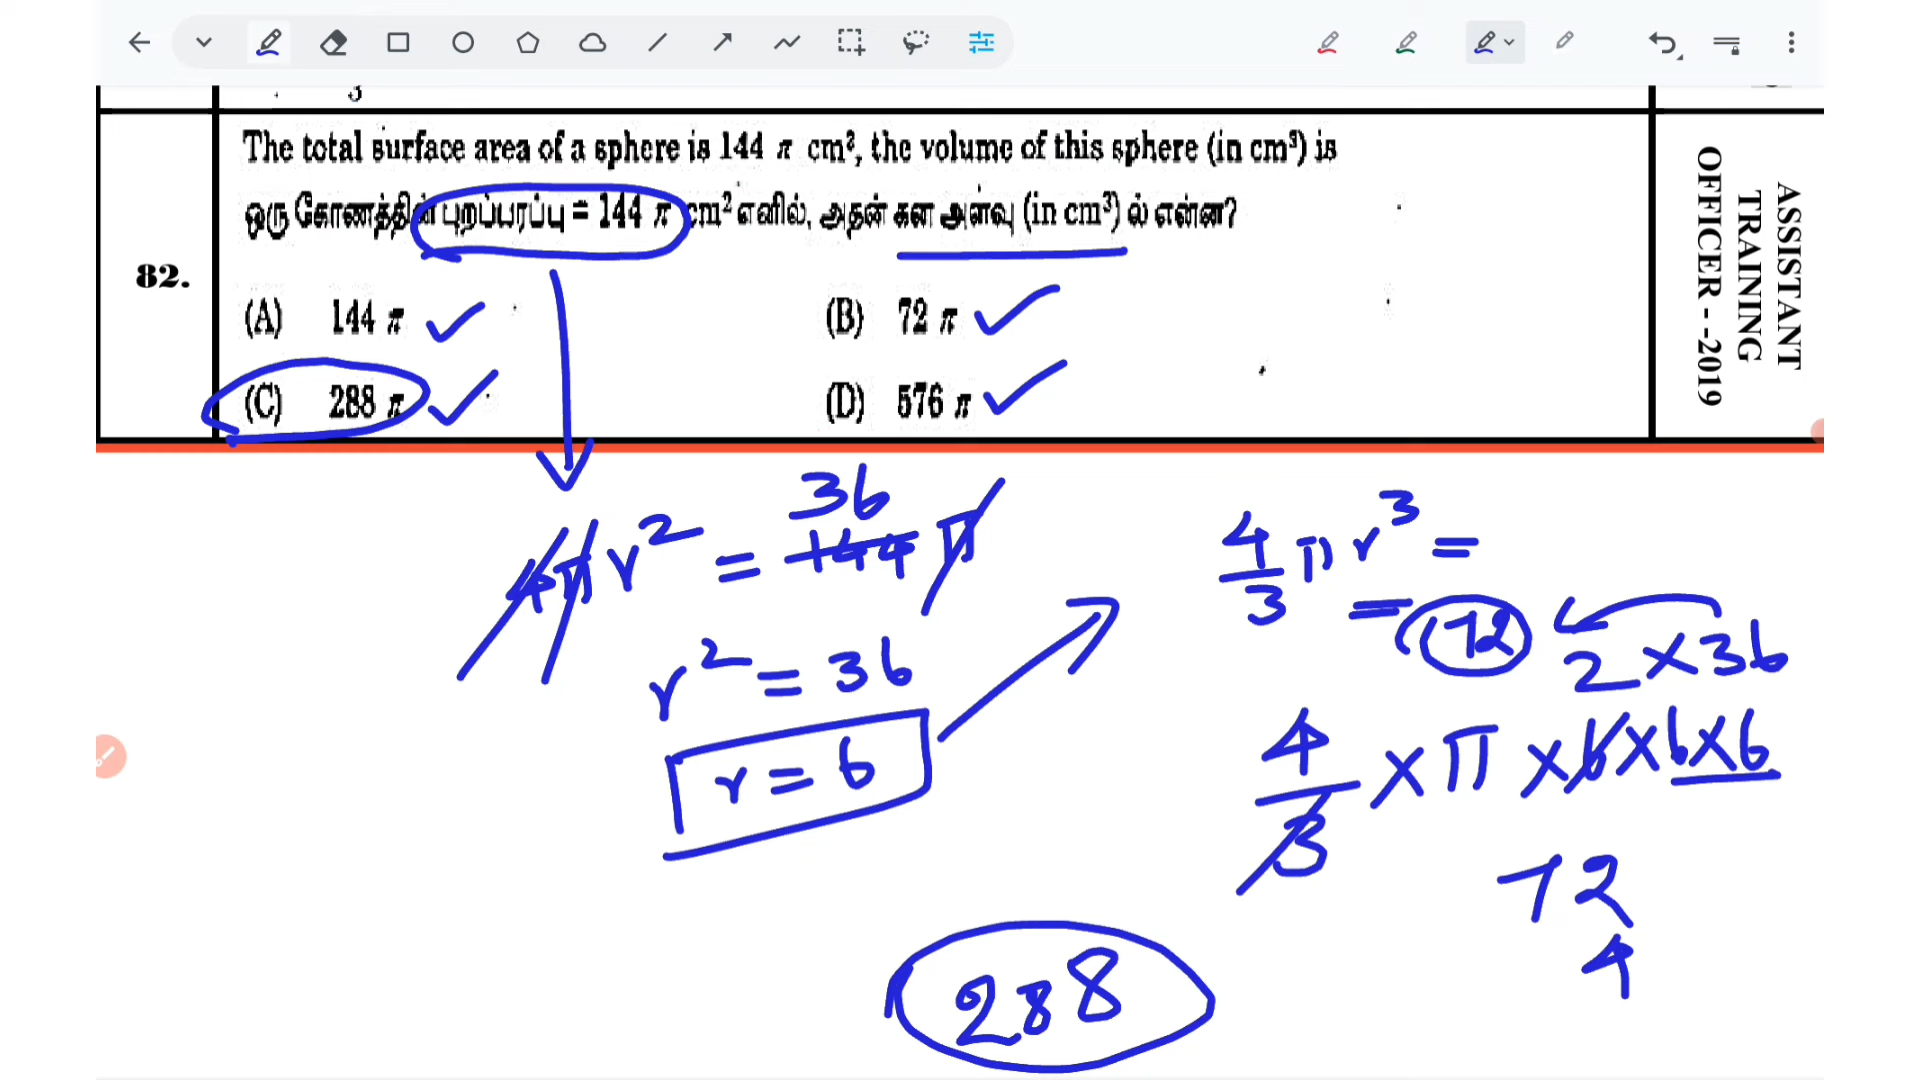 3
The total surface area of a sphere is 144 π cm², the volume of this sphere (in cm³) is
ஒரு கோணத்தின் புறப்பரப்பு = 144 π cm² எனில், அதன் கன அளவு (in cm³) ல் என்ன?
82.
(A) 144 π
(B) 72 π
(C) 288 π
(D) 576 π
ASSISTANT
TRAINING
OFFICER - -2019
36
4πr² = 144 π
r² = 36
r = 6
4/3 πr³ =
= 72 2 × 36
4/3 × π × 6 × 6 × 6
72
4
288